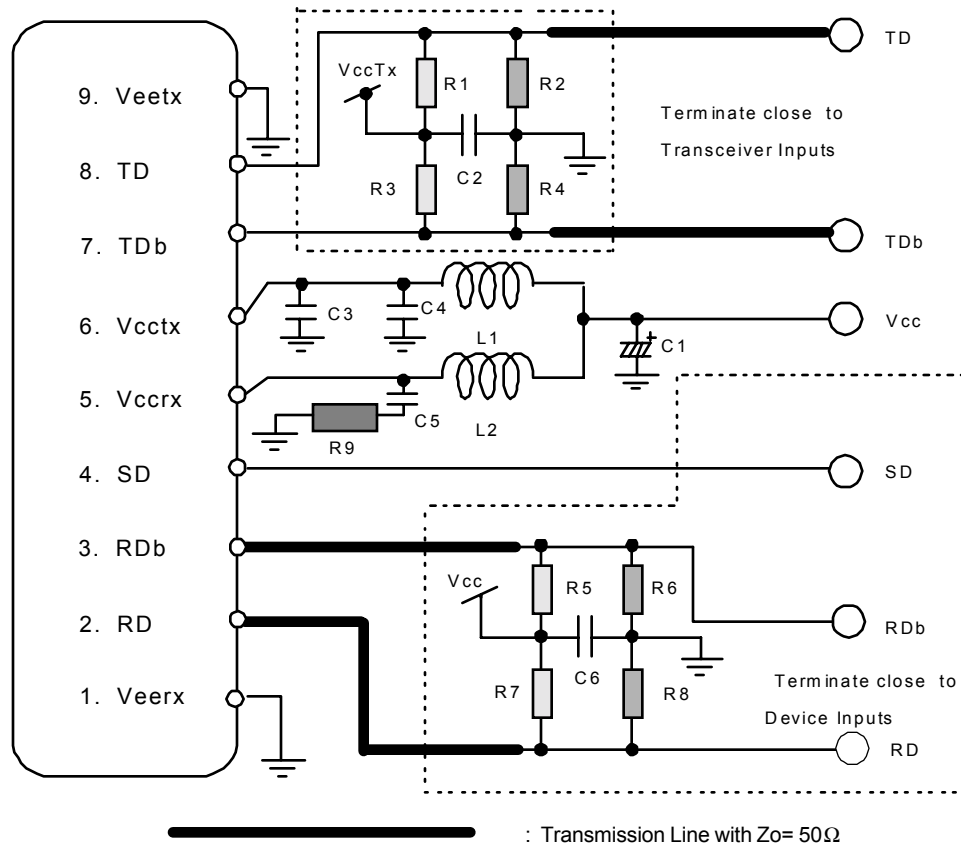 TD
VccTx
R1
R2
9. Veetx
Terminate close to
Transceiver Inputs
8. TD
C2
R3
R4
7. TDb
TDb
C3
C4
6. Vcctx
Vcc
L1
+
C1
5. Vccrx
C5
L2
R9
4. SD
SD
3. RDb
Vcc
R5
R6
2. RD
RDb
R7
C6
R8
Terminate close to
Device Inputs
1. Veerx
RD
: Transmission Line with Zo= 50Ω